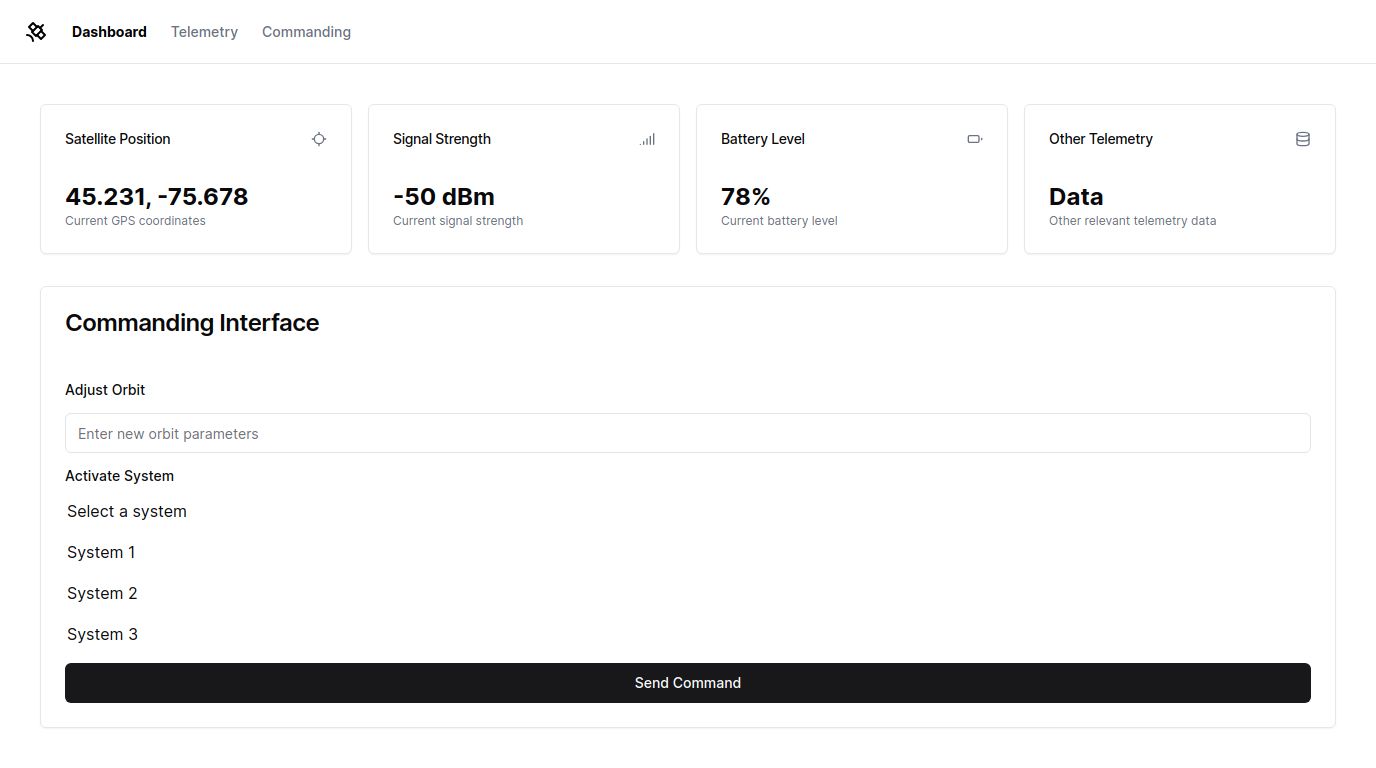 Dashboard Telemetry Commanding
Satellite Position
45.231, -75.678
Current GPS coordinates
Signal Strength
-50 dBm
Current signal strength
Battery Level
78%
Current battery level
Other Telemetry
Data
Other relevant telemetry data
Commanding Interface
Adjust Orbit
Enter new orbit parameters
Activate System
Select a system
System 1
System 2
System 3
Send Command